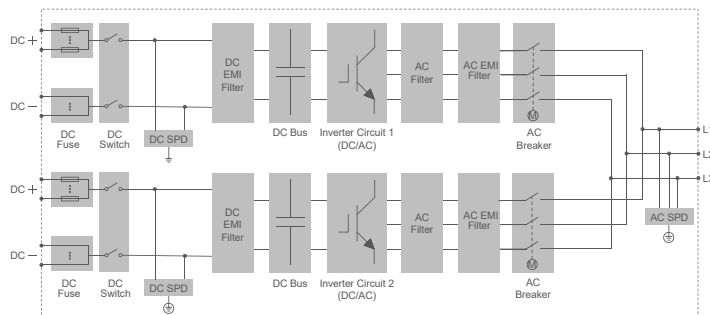 DC +
DC –
DC
Fuse
DC
Switch
DC SPD
DC
EMI
Filter
DC Bus
Inverter Circuit 1
(DC/AC)
AC
Filter
AC EMI
Filter
M
AC
Breaker
L1
L2
L3
AC SPD
DC +
DC –
DC
Fuse
DC
Switch
DC SPD
DC
EMI
Filter
DC Bus
Inverter Circuit 2
(DC/AC)
AC
Filter
AC EMI
Filter
M
AC
Breaker